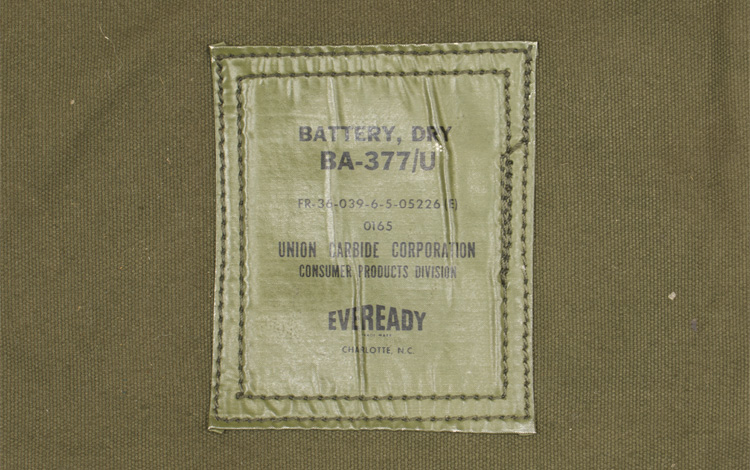 BATTERY, DRY
BA-377/U
FR-36-039-6-5-05226(E)
0165
UNION CARBIDE CORPORATION
CONSUMER PRODUCTS DIVISION
EVEREADY
CHARLOTTE, N.C.